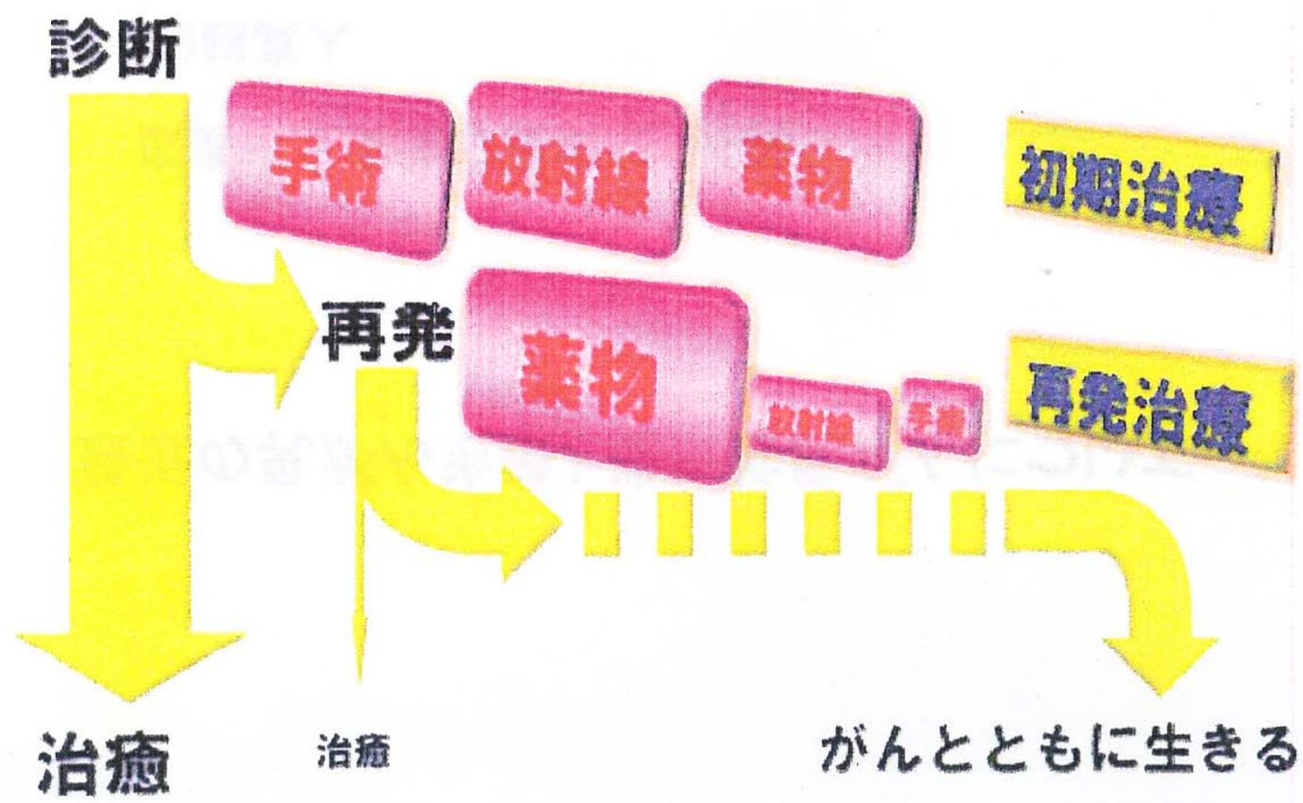 診断
手術 放射線 薬物 初期治療
再発 薬物 放射線 手術 再発治療
治癒 治癒 がんとともに生きる